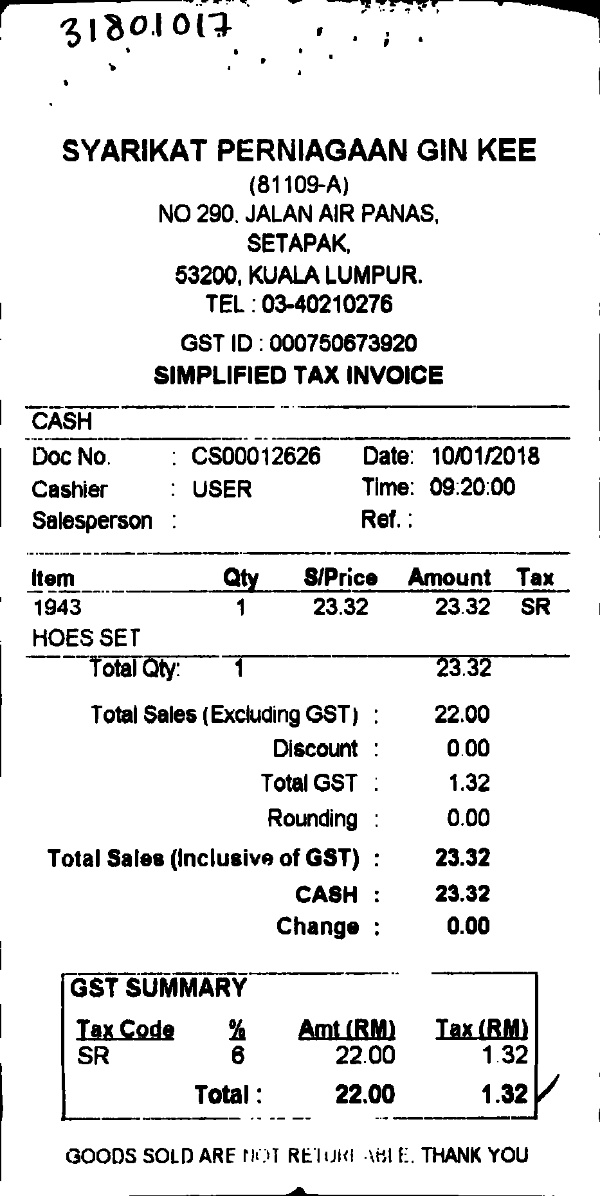 31801017
SYARIKAT PERNIAGAAN GIN KEE
(81109-A)
NO 290, JALAN AIR PANAS,
SETAPAK,
53200, KUALA LUMPUR.
TEL : 03-40210276
GST ID : 000750673920
SIMPLIFIED TAX INVOICE
CASH
Doc No. : CS00012626 Date: 10/01/2018
Cashier : USER Time: 09:20:00
Salesperson : Ref. :
Item Qty S/Price Amount Tax
1943 1 23.32 23.32 SR
HOES SET
Total Qty: 1 23.32
Total Sales (Excluding GST) : 22.00
Discount : 0.00
Total GST : 1.32
Rounding : 0.00
Total Sales (Inclusive of GST) : 23.32
CASH : 23.32
Change : 0.00
GST SUMMARY
Tax Code % Amt (RM) Tax (RM)
SR 6 22.00 1.32
Total : 22.00 1.32
GOODS SOLD ARE NOT THANK YOU